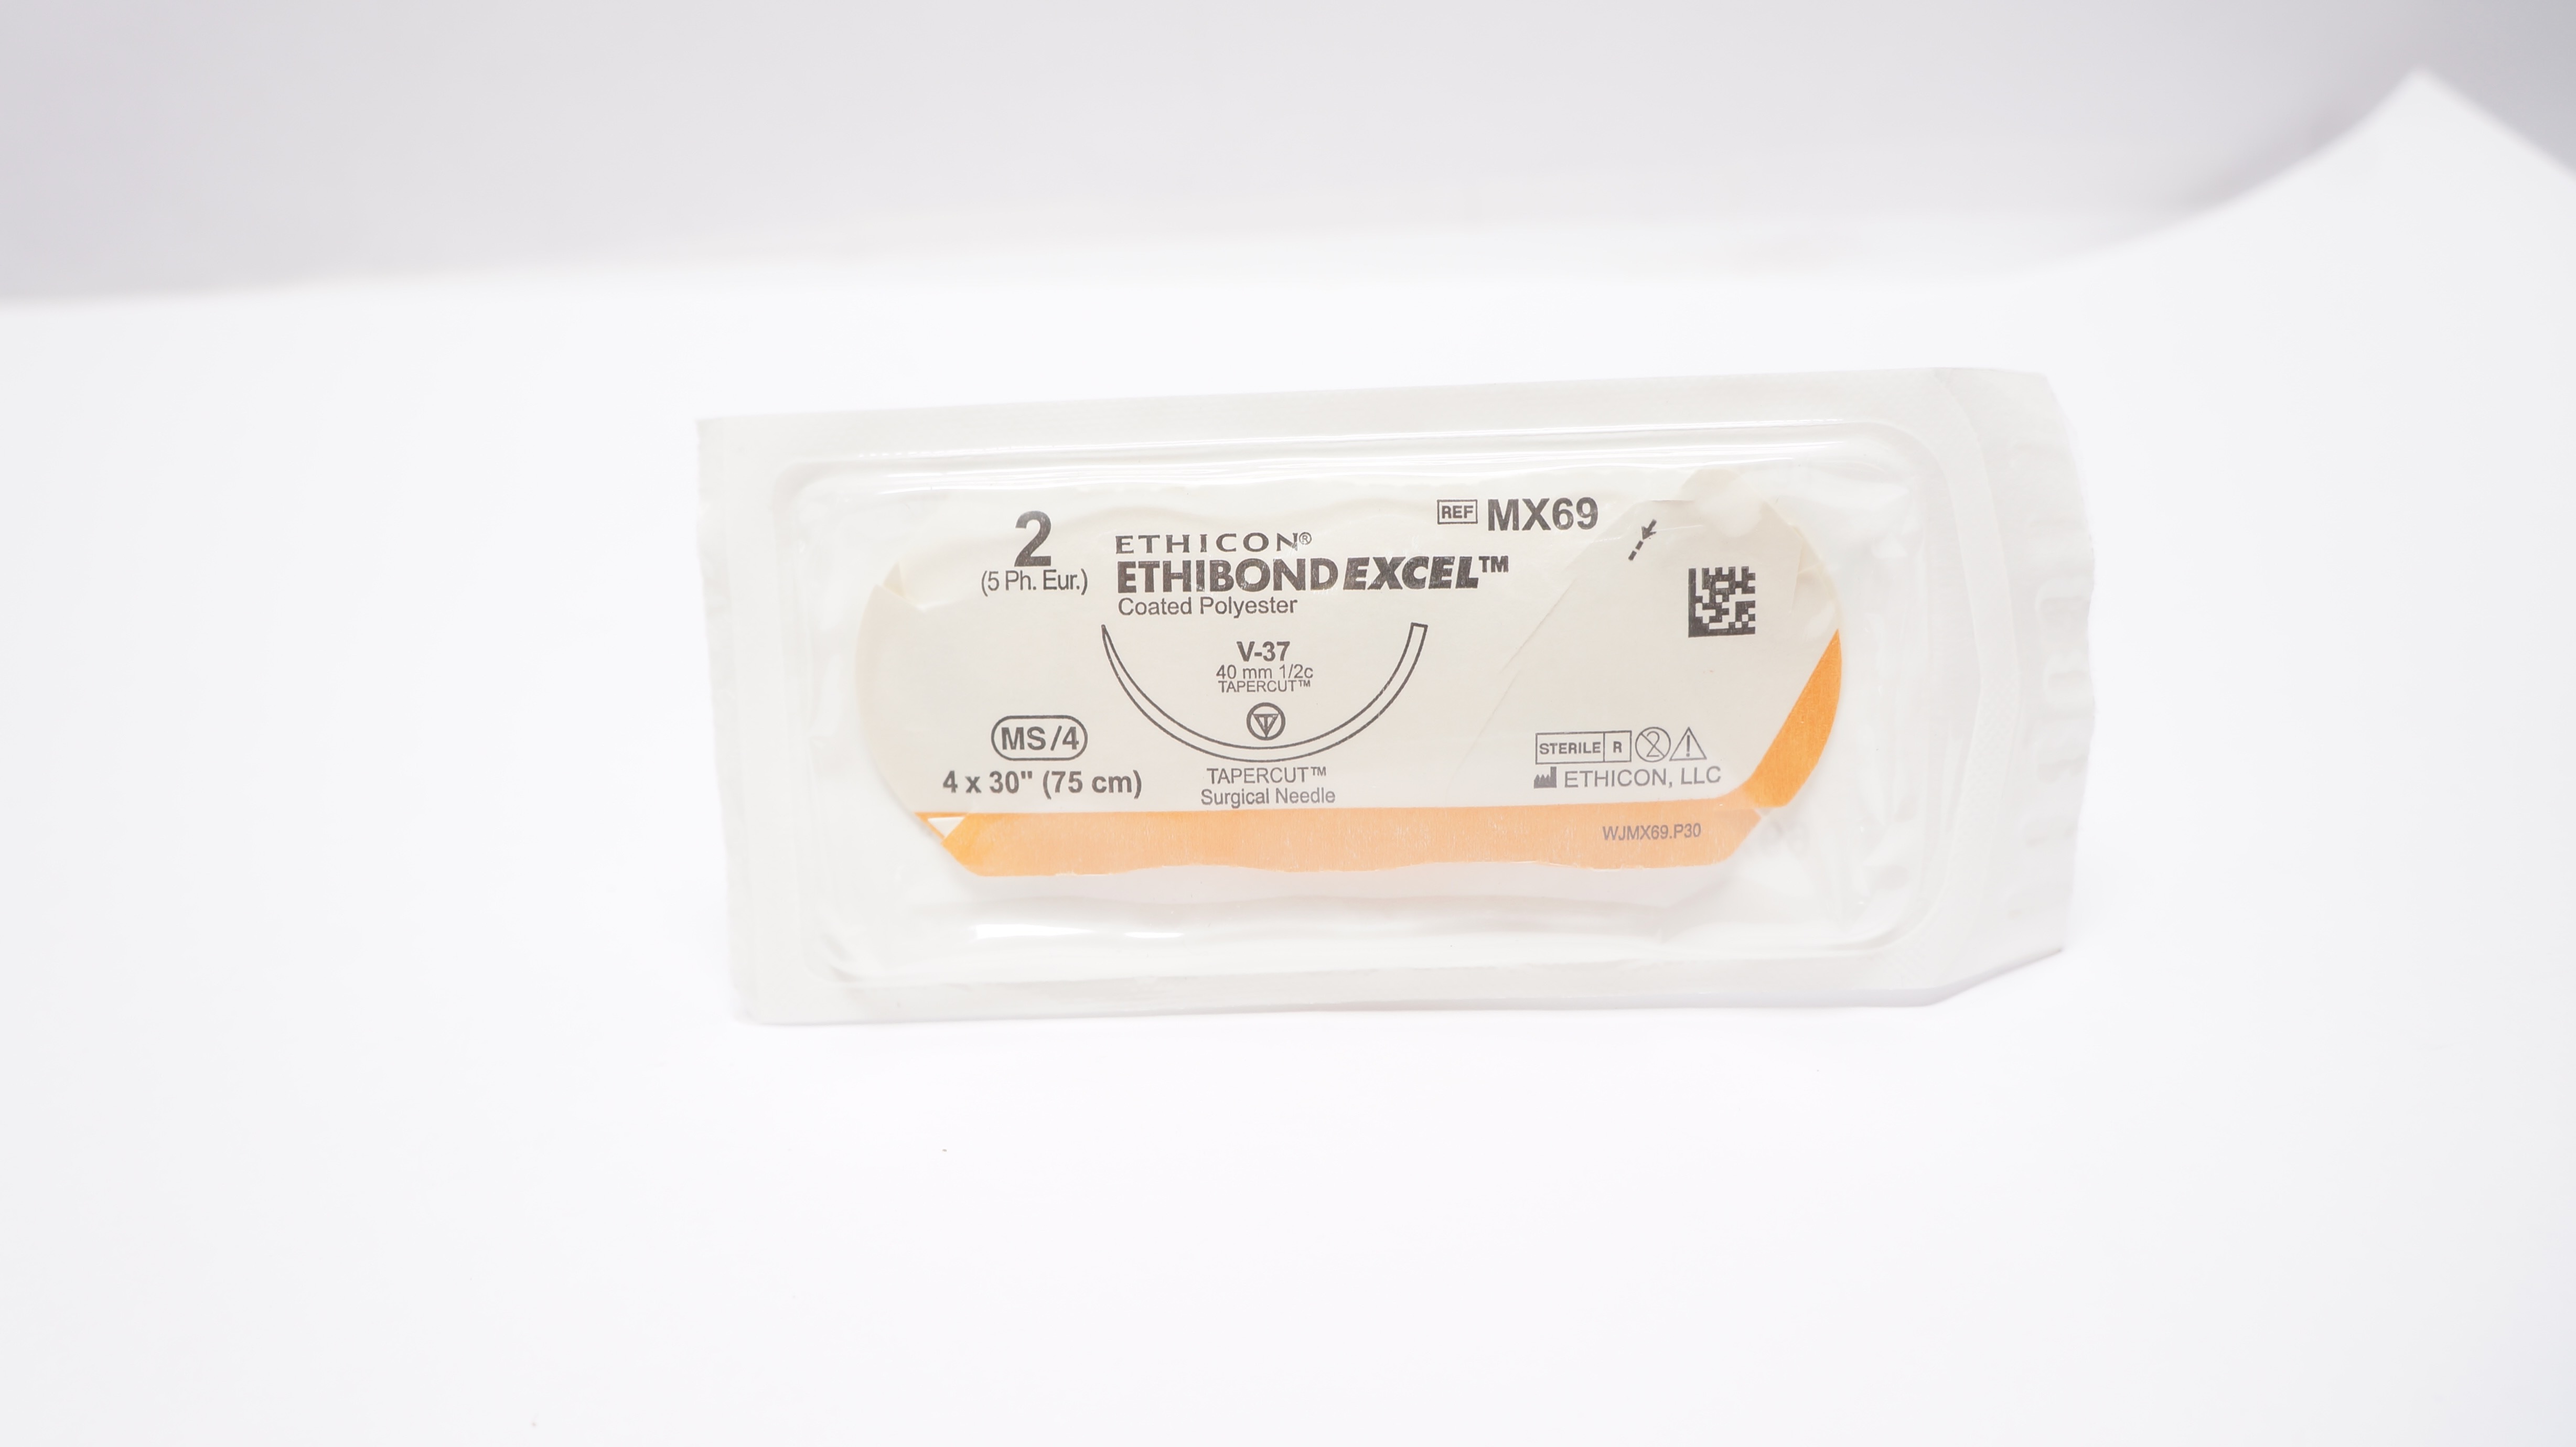 2
(5 Ph. Eur.)
ETHICON®
ETHIBOND EXCEL™
Coated Polyester
REF MX69
V-37
40 mm 1/2c
TAPERCUT™
MS/4
4 x 30" (75 cm)
TAPERCUT™
Surgical Needle
STERILE R 2
ETHICON, LLC
WJMX69.P30